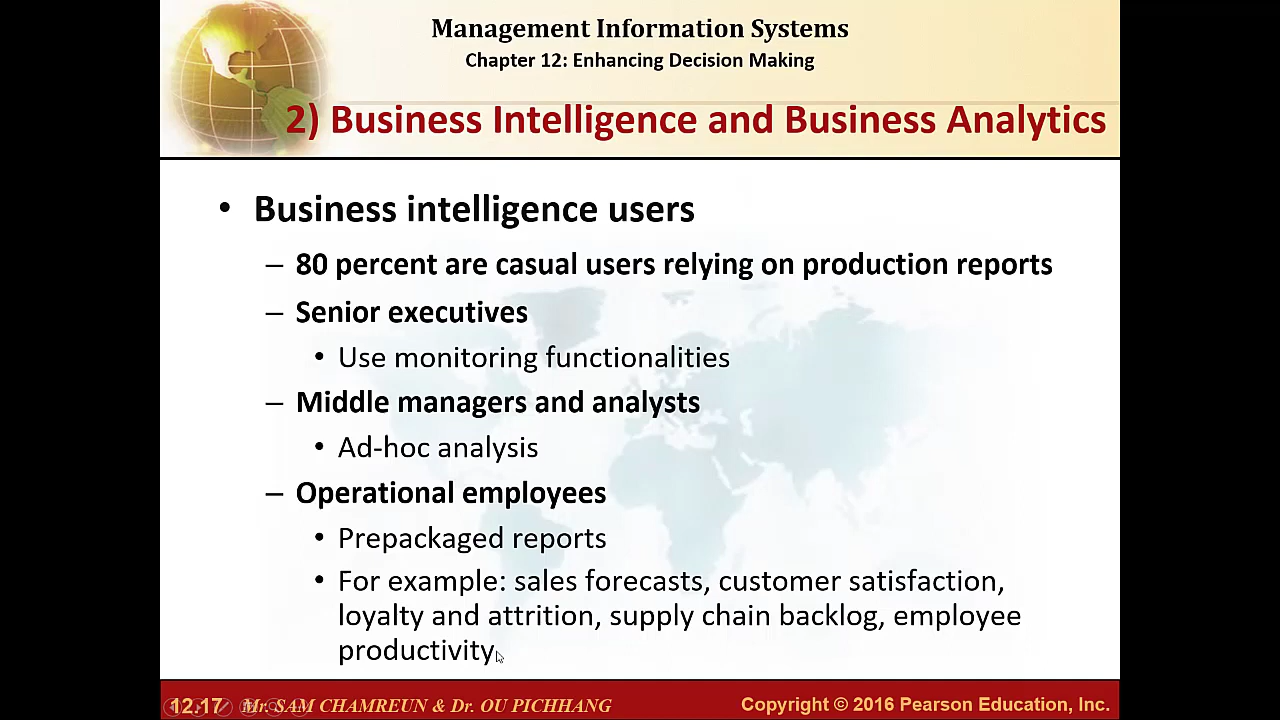 Management Information Systems
Chapter 12: Enhancing Decision Making
2) Business Intelligence and Business Analytics
• Business intelligence users
– 80 percent are casual users relying on production reports
– Senior executives
• Use monitoring functionalities
– Middle managers and analysts
• Ad-hoc analysis
– Operational employees
• Prepackaged reports
• For example: sales forecasts, customer satisfaction,
loyalty and attrition, supply chain backlog, employee
productivity
12.17 Mr. SAM CHAMREUN & Dr. OU PICHHANG Copyright © 2016 Pearson Education, Inc.